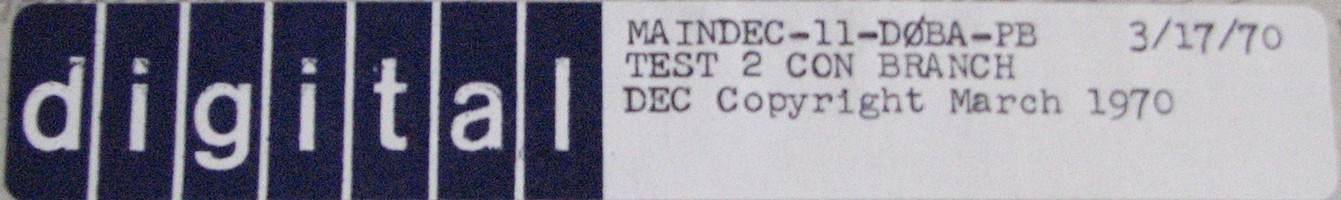 digital
MAINDEC-11-DØBA-PB 3/17/70
TEST 2 CON BRANCH
DEC Copyright March 1970